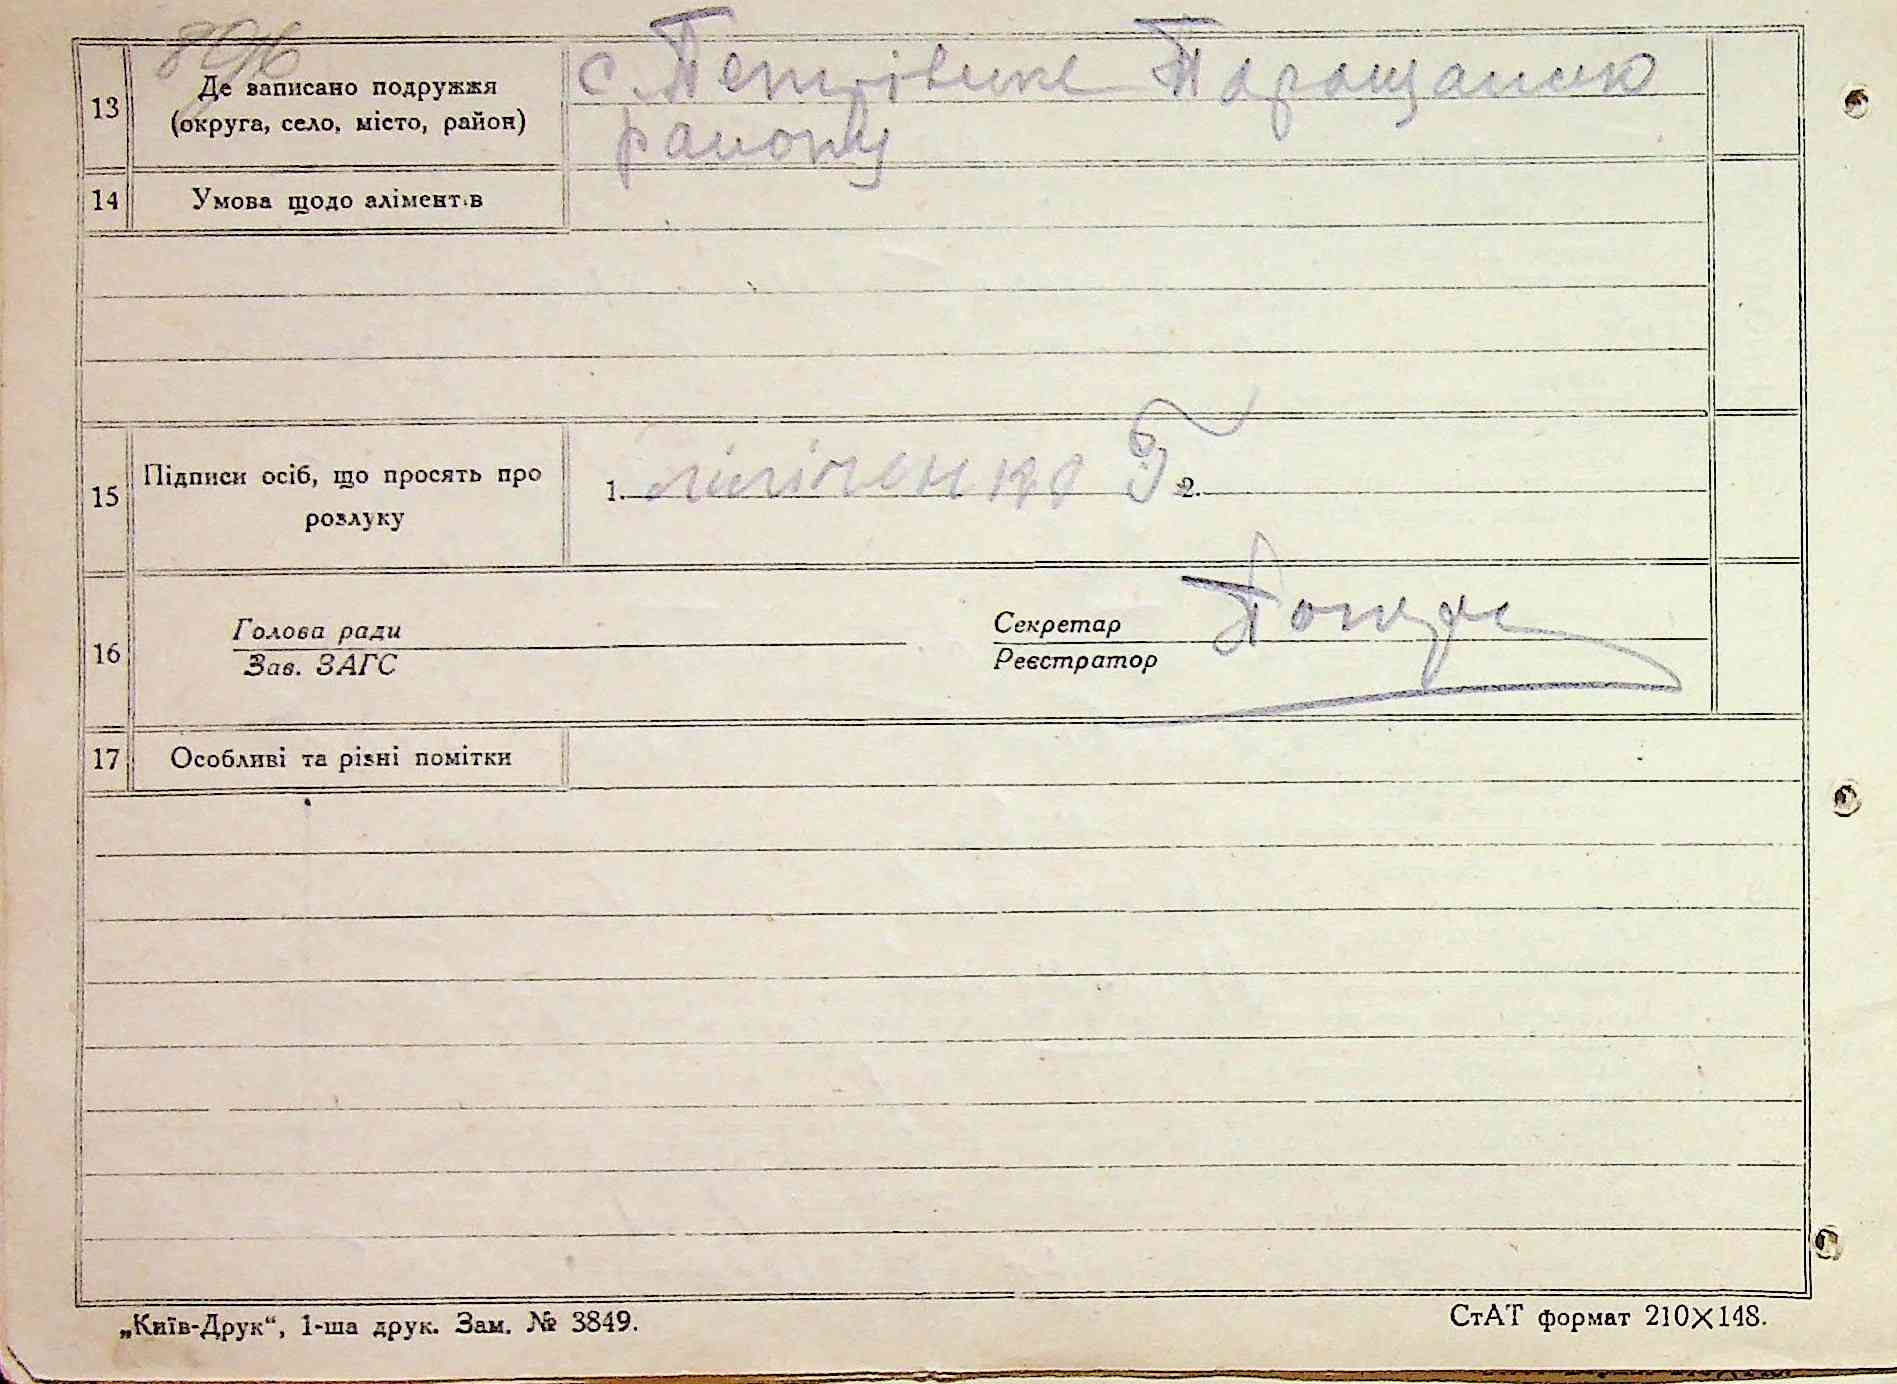 13 Де записано подружжя
(округа, село, місто, район)
с. Петрівське Таращансько
району
14 Умова щодо аліментів
15 Підписи осіб, що просять про
розлуку
1. 2.
16 Голова ради
Зав. ЗАГС
Секретар
Реєстратор
17 Особливі та різні помітки
„Київ-Друк“, 1-ша друк. Зам. № 3849.
СтАТ формат 210×148.